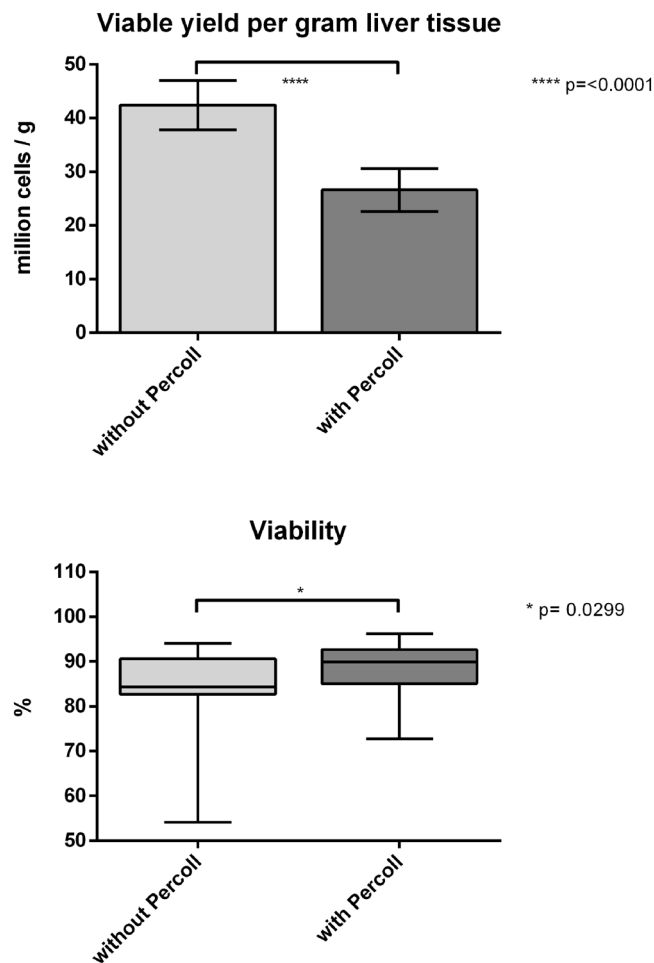 Viable yield per gram liver tissue
50
40
30
20
10
0
million cells / g
****
**** p=<0.0001
without Percoll
with Percoll
Viability
110
100
90
80
70
60
50
%
*
* p= 0.0299
without Percoll
with Percoll